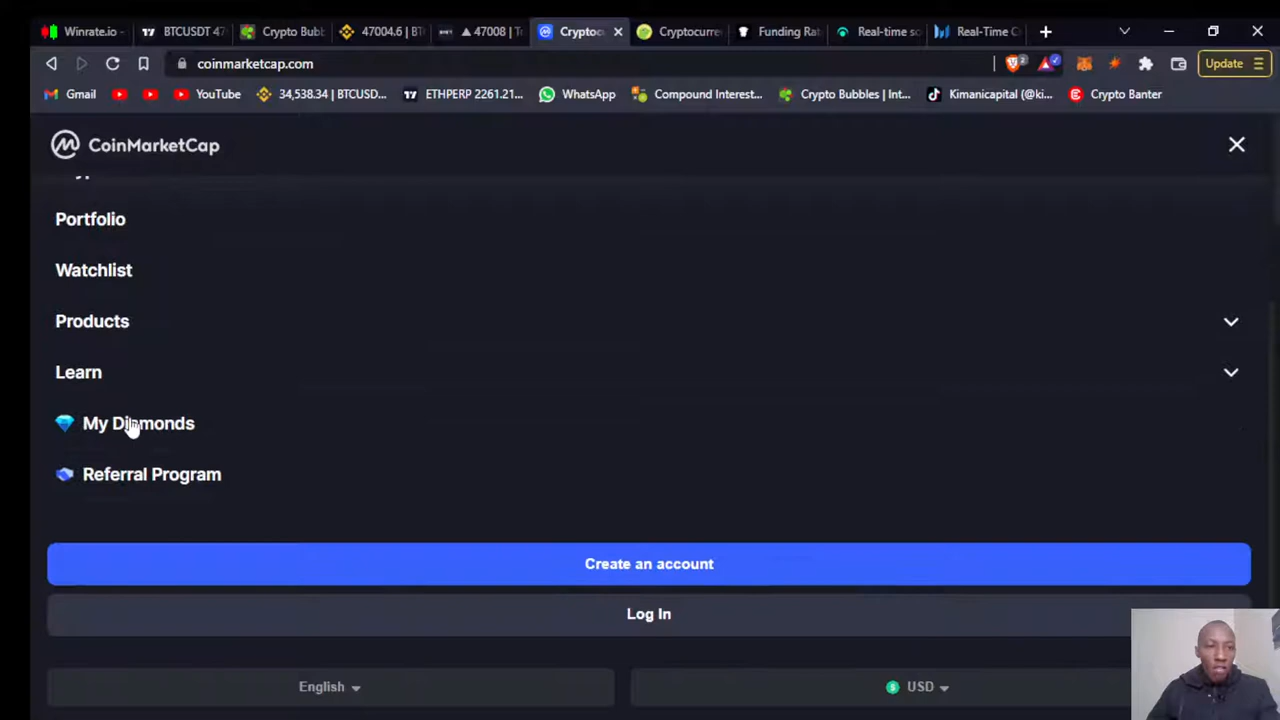 Winrate.io - BTCUSDT 47 Crypto Bub 47004.6 | BT ▲ 47008 | T Cryptoc Cryptocurre Funding Rat Real-time so Real-Time C
coinmarketcap.com Update
Gmail YouTube 34,538.34 | BTCUSD... ETHPERP 2261.21... WhatsApp Compound Interest... Crypto Bubbles | Int... Kimanicapital (@ki... Crypto Banter
CoinMarketCap
Portfolio
Watchlist
Products
Learn
My Diamonds
Referral Program
Create an account
Log In
English USD